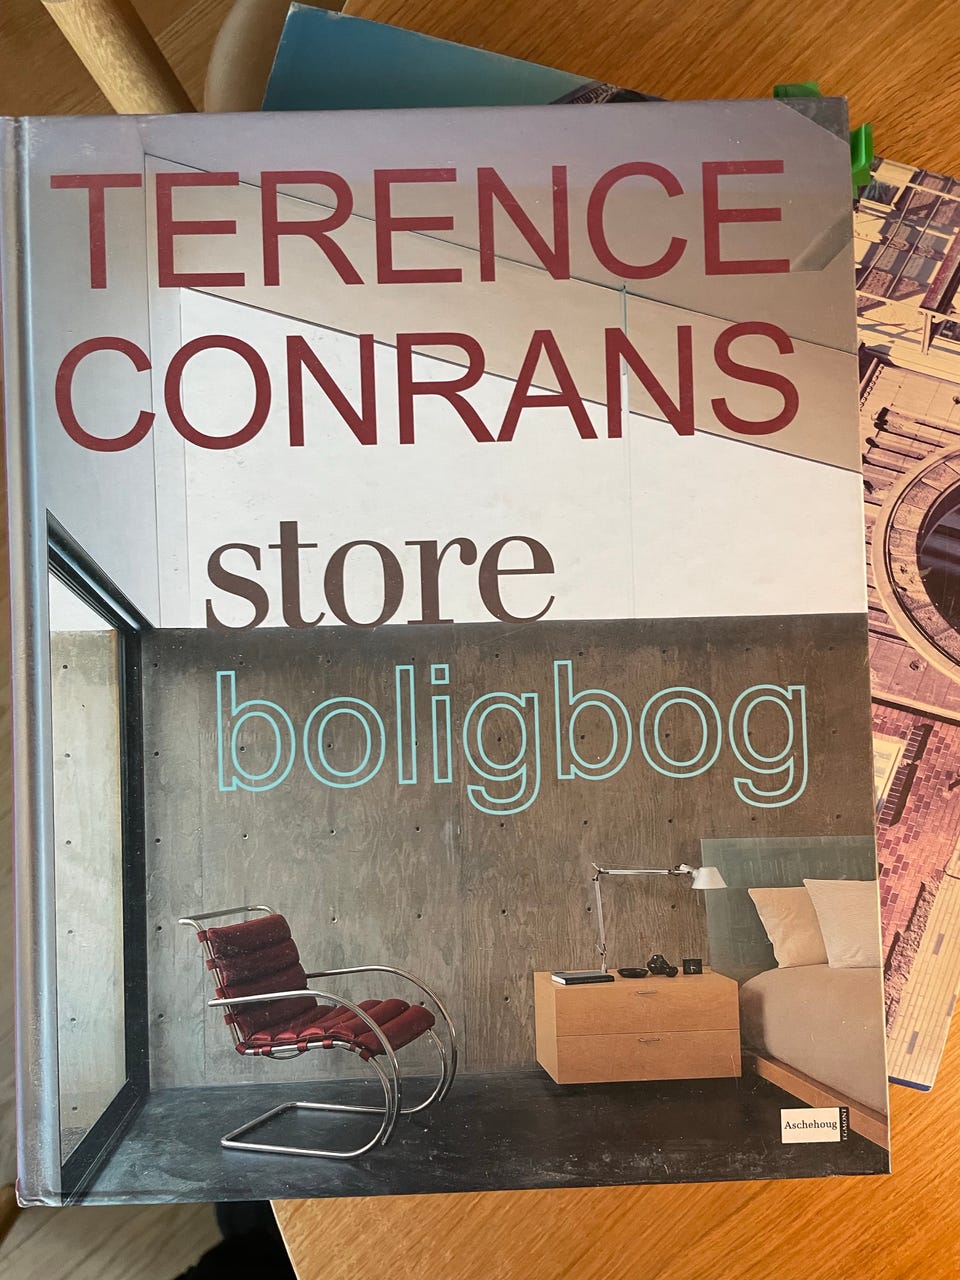 TERENCE
CONRANS
store
boligbog
Aschehoug
EGMONT